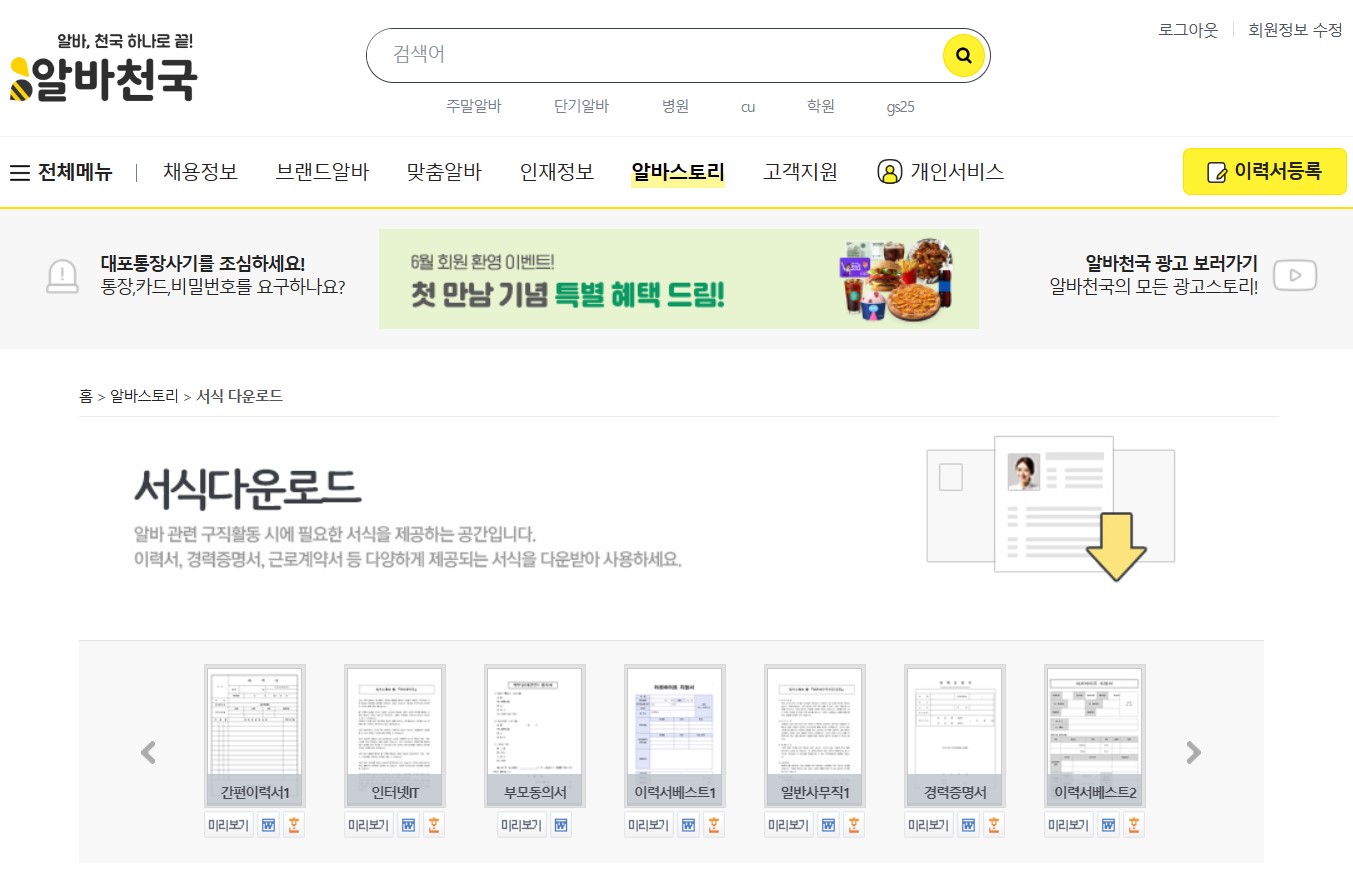 알바, 천국 하나로 끝!
알바천국
검색어
로그아웃 회원정보 수정
주말알바 단기알바 병원 cu 학원 gs25
전체메뉴 채용정보 브랜드알바 맞춤알바 인재정보 알바스토리 고객지원 개인서비스 이력서등록
대포통장사기를 조심하세요!
통장,카드,비밀번호를 요구하나요?
6월 회원 환영 이벤트!
첫 만남 기념 특별 혜택 드림!
알바천국 광고 보러가기
알바천국의 모든 광고스토리!
홈 > 알바스토리 > 서식 다운로드
서식다운로드
알바 관련 구직활동 시에 필요한 서식을 제공하는 공간입니다.
이력서, 경력증명서, 근로계약서 등 다양하게 제공되는 서식을 다운받아 사용하세요.
간편이력서1 인터넷IT 부모동의서 이력서베스트1 일반사무직1 경력증명서 이력서베스트2
미리보기 미리보기 미리보기 미리보기 미리보기 미리보기 미리보기